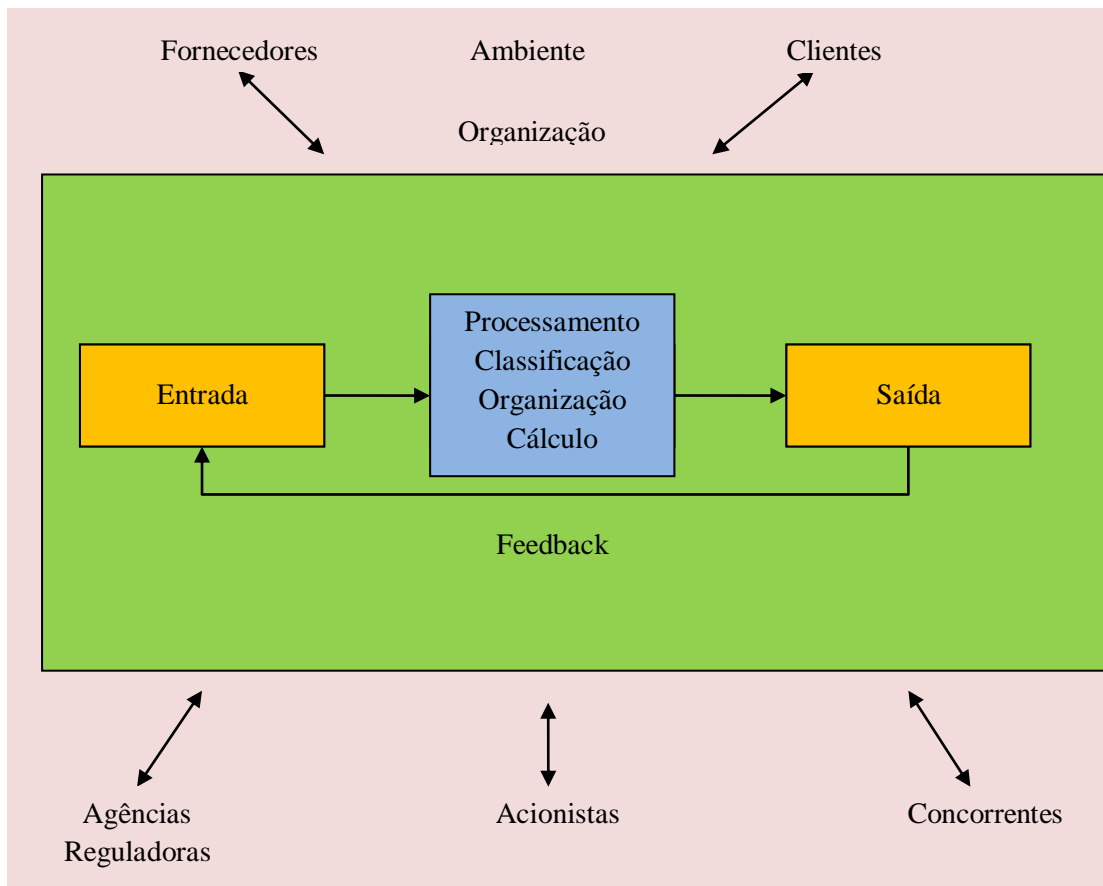 Fornecedores
Ambiente
Clientes
Organização
Entrada
Processamento
Classificação
Organização
Cálculo
Saída
Feedback
Agências
Reguladoras
Acionistas
Concorrentes